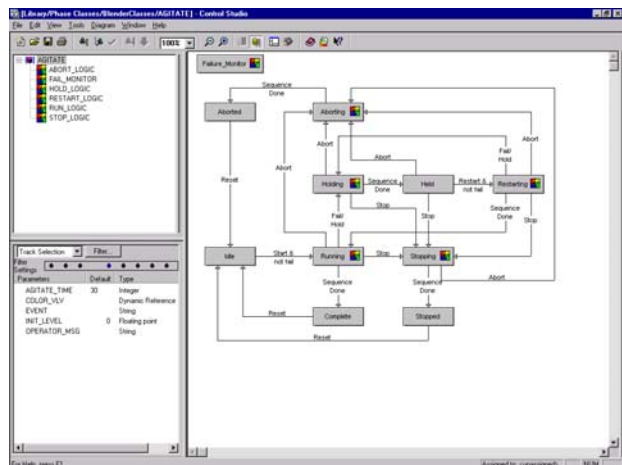 [Library/Phase Classes/BlenderClasses/AGITATE] - Control Studio
File Edit View Tools Diagram Window Help
100%
AGITATE
ABORT_LOGIC
FAIL_MONITOR
HOLD_LOGIC
RESTART_LOGIC
RUN_LOGIC
STOP_LOGIC
Track Selection Filter...
Filter
Settings
Parameters Default Type
AGITATE_TIME 30 Integer
COLOR_VLV Dynamic Reference
EVENT String
INIT_LEVEL 0 Floating point
OPERATOR_MSG String
Failure_Monitor
Sequence
Done
Aborted
Aborting
Abort
Abort
Abort
Abort
Fail/
Hold
Reset
Holding
Sequence
Done
Held
Restart &
not fail
Restarting
Stop
Fail/
Hold
Stop
Sequence
Done
Stop
Idle
Start &
not fail
Running
Stop
Stopping
Abort
Sequence
Done
Sequence
Done
Reset
Complete
Stopped
Reset
For Help, press F1
Assigned to: (unassigned)
NUM